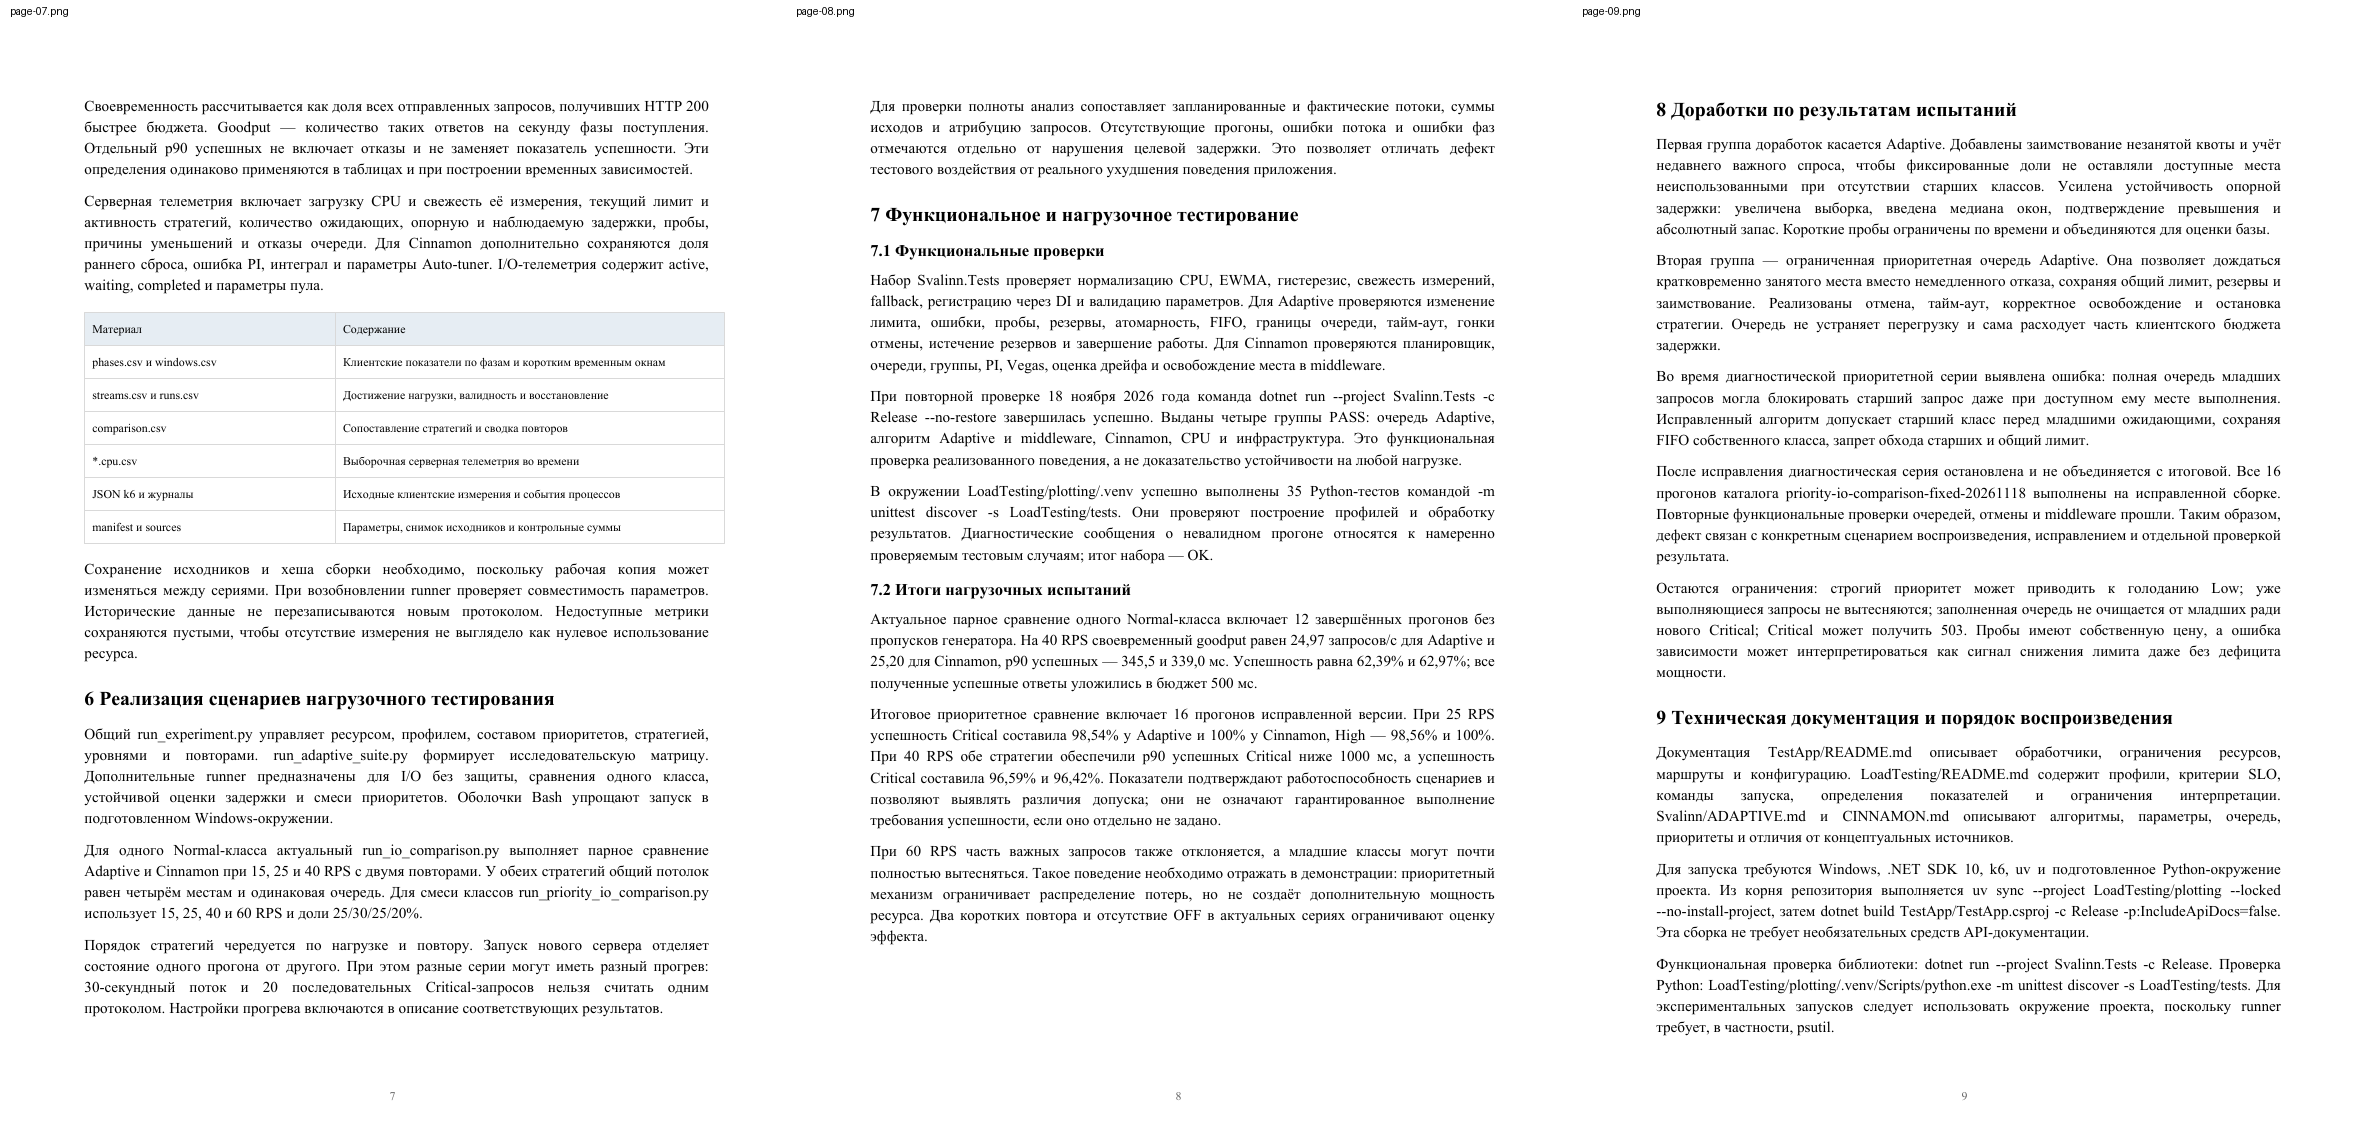 page-07.png
Своевременность рассчитывается как доля всех отправленных запросов, получивших HTTP 200
быстрее бюджета. Goodput — количество таких ответов на секунду фазы поступления.
Отдельный p90 успешных не включает отказы и не заменяет показатель успешности. Эти
определения одинаково применяются в таблицах и при построении временных зависимостей.
Серверная телеметрия включает загрузку CPU и свежесть её измерения, текущий лимит и
активность стратегий, количество ожидающих, опорную и наблюдаемую задержки, пробы,
причины уменьшений и отказы очереди. Для Cinnamon дополнительно сохраняются доля
раннего сброса, ошибка PI, интеграл и параметры Auto-tuner. I/O-телеметрия содержит active,
waiting, completed и параметры пула.
Материал Содержание
phases.csv и windows.csv Клиентские показатели по фазам и коротким временным окнам
streams.csv и runs.csv Достижение нагрузки, валидность и восстановление
comparison.csv Сопоставление стратегий и сводка повторов
*.cpu.csv Выборочная серверная телеметрия во времени
JSON k6 и журналы Исходные клиентские измерения и события процессов
manifest и sources Параметры, снимок исходников и контрольные суммы
Сохранение исходников и хеша сборки необходимо, поскольку рабочая копия может
изменяться между сериями. При возобновлении runner проверяет совместимость параметров.
Исторические данные не перезаписываются новым протоколом. Недоступные метрики
сохраняются пустыми, чтобы отсутствие измерения не выглядело как нулевое использование
ресурса.
6 Реализация сценариев нагрузочного тестирования
Общий run_experiment.py управляет ресурсом, профилем, составом приоритетов, стратегией,
уровнями и повторами. run_adaptive_suite.py формирует исследовательскую матрицу.
Дополнительные runner предназначены для I/O без защиты, сравнения одного класса,
устойчивой оценки задержки и смеси приоритетов. Оболочки Bash упрощают запуск в
подготовленном Windows-окружении.
Для одного Normal-класса актуальный run_io_comparison.py выполняет парное сравнение
Adaptive и Cinnamon при 15, 25 и 40 RPS с двумя повторами. У обеих стратегий общий потолок
равен четырём местам и одинаковая очередь. Для смеси классов run_priority_io_comparison.py
использует 15, 25, 40 и 60 RPS и доли 25/30/25/20%.
Порядок стратегий чередуется по нагрузке и повтору. Запуск нового сервера отделяет
состояние одного прогона от другого. При этом разные серии могут иметь разный прогрев:
30-секундный поток и 20 последовательных Critical-запросов нельзя считать одним
протоколом. Настройки прогрева включаются в описание соответствующих результатов.
7
page-08.png
Для проверки полноты анализ сопоставляет запланированные и фактические потоки, суммы
исходов и атрибуцию запросов. Отсутствующие прогоны, ошибки потока и ошибки фаз
отмечаются отдельно от нарушения целевой задержки. Это позволяет отличать дефект
тестового воздействия от реального ухудшения поведения приложения.
7 Функциональное и нагрузочное тестирование
7.1 Функциональные проверки
Набор Svalinn.Tests проверяет нормализацию CPU, EWMA, гистерезис, свежесть измерений,
fallback, регистрацию через DI и валидацию параметров. Для Adaptive проверяются изменение
лимита, ошибки, пробы, резервы, атомарность, FIFO, границы очереди, тайм-аут, гонки
отмены, истечение резервов и завершение работы. Для Cinnamon проверяются планировщик,
очереди, группы, PI, Vegas, оценка дрейфа и освобождение места в middleware.
При повторной проверке 18 ноября 2026 года команда dotnet run --project Svalinn.Tests -c
Release --no-restore завершилась успешно. Выданы четыре группы PASS: очередь Adaptive,
алгоритм Adaptive и middleware, Cinnamon, CPU и инфраструктура. Это функциональная
проверка реализованного поведения, а не доказательство устойчивости на любой нагрузке.
В окружении LoadTesting/plotting/.venv успешно выполнены 35 Python-тестов командой -m
unittest discover -s LoadTesting/tests. Они проверяют построение профилей и обработку
результатов. Диагностические сообщения о невалидном прогоне относятся к намеренно
проверяемым тестовым случаям; итог набора — OK.
7.2 Итоги нагрузочных испытаний
Актуальное парное сравнение одного Normal-класса включает 12 завершённых прогонов без
пропусков генератора. На 40 RPS своевременный goodput равен 24,97 запросов/с для Adaptive и
25,20 для Cinnamon, p90 успешных — 345,5 и 339,0 мс. Успешность равна 62,39% и 62,97%; все
полученные успешные ответы уложились в бюджет 500 мс.
Итоговое приоритетное сравнение включает 16 прогонов исправленной версии. При 25 RPS
успешность Critical составила 98,54% у Adaptive и 100% у Cinnamon, High — 98,56% и 100%.
При 40 RPS обе стратегии обеспечили p90 успешных Critical ниже 1000 мс, а успешность
Critical составила 96,59% и 96,42%. Показатели подтверждают работоспособность сценариев и
позволяют выявлять различия допуска; они не означают гарантированное выполнение
требования успешности, если оно отдельно не задано.
При 60 RPS часть важных запросов также отклоняется, а младшие классы могут почти
полностью вытесняться. Такое поведение необходимо отражать в демонстрации: приоритетный
механизм ограничивает распределение потерь, но не создаёт дополнительную мощность
ресурса. Два коротких повтора и отсутствие OFF в актуальных сериях ограничивают оценку
эффекта.
8
page-09.png
8 Доработки по результатам испытаний
Первая группа доработок касается Adaptive. Добавлены заимствование незанятой квоты и учёт
недавнего важного спроса, чтобы фиксированные доли не оставляли доступные места
неиспользованными при отсутствии старших классов. Усилена устойчивость опорной
задержки: увеличена выборка, введена медиана окон, подтверждение превышения и
абсолютный запас. Короткие пробы ограничены по времени и объединяются для оценки базы.
Вторая группа — ограниченная приоритетная очередь Adaptive. Она позволяет дождаться
кратковременно занятого места вместо немедленного отказа, сохраняя общий лимит, резервы и
заимствование. Реализованы отмена, тайм-аут, корректное освобождение и остановка
стратегии. Очередь не устраняет перегрузку и сама расходует часть клиентского бюджета
задержки.
Во время диагностической приоритетной серии выявлена ошибка: полная очередь младших
запросов могла блокировать старший запрос даже при доступном ему месте выполнения.
Исправленный алгоритм допускает старший класс перед младшими ожидающими, сохраняя
FIFO собственного класса, запрет обхода старших и общий лимит.
После исправления диагностическая серия остановлена и не объединяется с итоговой. Все 16
прогонов каталога priority-io-comparison-fixed-20261118 выполнены на исправленной сборке.
Повторные функциональные проверки очередей, отмены и middleware прошли. Таким образом,
дефект связан с конкретным сценарием воспроизведения, исправлением и отдельной проверкой
результата.
Остаются ограничения: строгий приоритет может приводить к голоданию Low; уже
выполняющиеся запросы не вытесняются; заполненная очередь не очищается от младших ради
нового Critical; Critical может получить 503. Пробы имеют собственную цену, а ошибка
зависимости может интерпретироваться как сигнал снижения лимита даже без дефицита
мощности.
9 Техническая документация и порядок воспроизведения
Документация TestApp/README.md описывает обработчики, ограничения ресурсов,
маршруты и конфигурацию. LoadTesting/README.md содержит профили, критерии SLO,
команды запуска, определения показателей и ограничения интерпретации.
Svalinn/ADAPTIVE.md и CINNAMON.md описывают алгоритмы, параметры, очередь,
приоритеты и отличия от концептуальных источников.
Для запуска требуются Windows, .NET SDK 10, k6, uv и подготовленное Python-окружение
проекта. Из корня репозитория выполняется uv sync --project LoadTesting/plotting --locked
--no-install-project, затем dotnet build TestApp/TestApp.csproj -c Release -p:IncludeApiDocs=false.
Эта сборка не требует необязательных средств API-документации.
Функциональная проверка библиотеки: dotnet run --project Svalinn.Tests -c Release. Проверка
Python: LoadTesting/plotting/.venv/Scripts/python.exe -m unittest discover -s LoadTesting/tests. Для
экспериментальных запусков следует использовать окружение проекта, поскольку runner
требует, в частности, psutil.
9